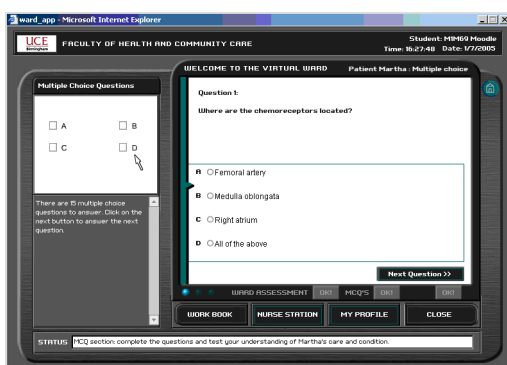 ward_app - Microsoft Internet Explorer
UCE
Birmingham
FACULTY OF HEALTH AND COMMUNITY CARE
Student: M1M69 Moodle
Time: 16:27:48 Date: 1/7/2005
Multiple Choice Questions
A
B
C
D
There are 15 multiple choice
questions to answer. Click on the
next button to answer the next
question.
WELCOME TO THE VIRTUAL WARD
Patient Martha : Multiple choice
Question 1:
Where are the chemoreceptors located?
A Femoral artery
B Medulla oblongata
C Right atrium
D All of the above
Next Question >>
WARD ASSESSMENT OK! MCQ'S OK! OK!
WORK BOOK NURSE STATION MY PROFILE CLOSE
STATUS MCQ section: complete the questions and test your understanding of Martha's care and condition.